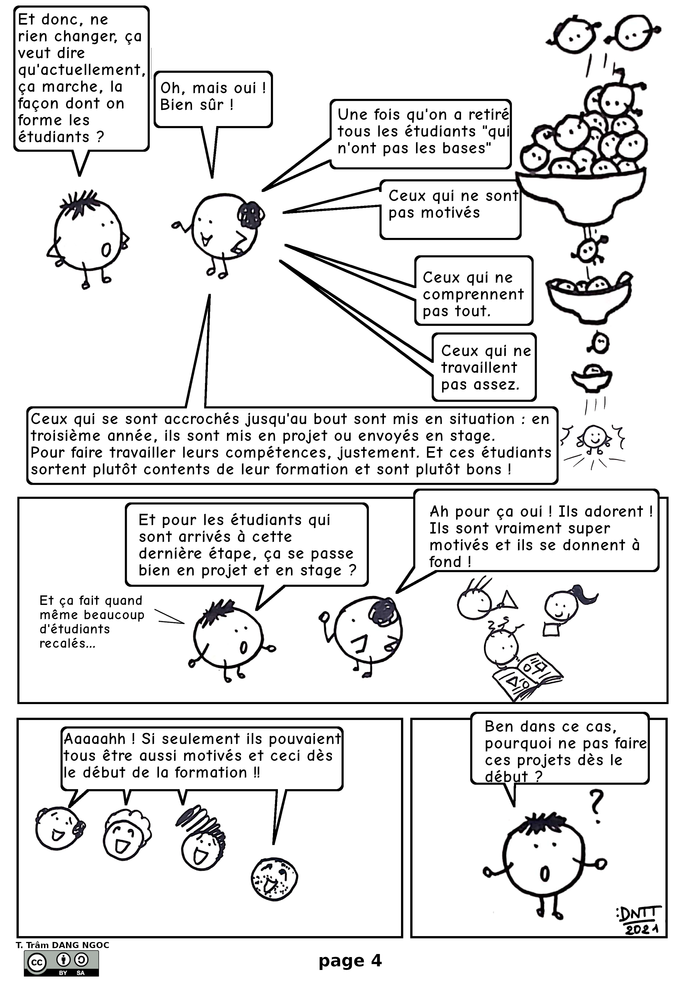 Et donc, ne
rien changer, ça
veut dire
qu'actuellement,
ça marche, la
façon dont on
forme les
étudiants ?
Oh, mais oui !
Bien sûr !
Une fois qu'on a retiré
tous les étudiants "qui
n'ont pas les bases"
Ceux qui ne sont
pas motivés
Ceux qui ne
comprennent
pas tout.
Ceux qui ne
travaillent
pas assez.
Ceux qui se sont accrochés jusqu'au bout sont mis en situation : en
troisième année, ils sont mis en projet ou envoyés en stage.
Pour faire travailler leurs compétences, justement. Et ces étudiants
sortent plutôt contents de leur formation et sont plutôt bons !
Et pour les étudiants qui
sont arrivés à cette
dernière étape, ça se passe
bien en projet et en stage ?
Ah pour ça oui ! Ils adorent !
Ils sont vraiment super
motivés et ils se donnent à
fond !
Et ça fait quand
même beaucoup
d'étudiants
recalés...
Aaaaahh ! Si seulement ils pouvaient
tous être aussi motivés et ceci dès
le début de la formation !!
Ben dans ce cas,
pourquoi ne pas faire
ces projets dès le
début ?
?
:DNTT
2021
T. Trâm DANG NGOC
cc BY SA
page 4